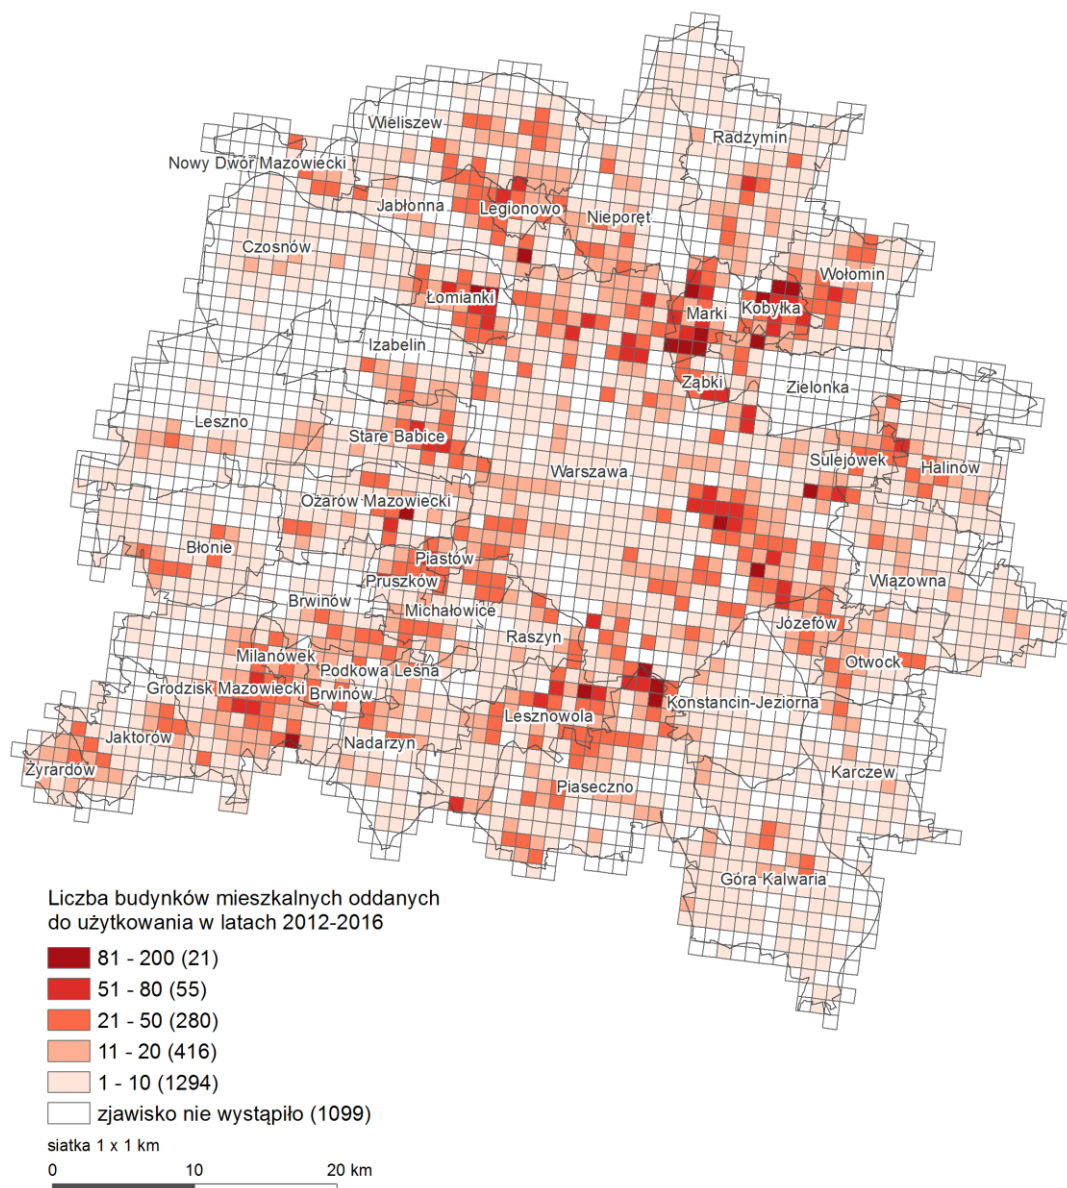 Wieliszew
Radzymin
Nowy Dwór Mazowiecki
Jabłonna
Legionowo
Nieporęt
Czosnów
Wołomin
Łomianki
Marki
Kobyłka
Izabelin
Ząbki
Zielonka
Leszno
Stare Babice
Sulejówek
Halinów
Warszawa
Ożarów Mazowiecki
Błonie
Piastów
Pruszków
Wiązowna
Brwinów
Michałowice
Józefów
Raszyn
Milanówek
Otwock
Podkowa Leśna
Grodzisk Mazowiecki
Brwinów
Konstancin-Jeziorna
Lesznowola
Jaktorów
Nadarzyn
Żyrardów
Karczew
Piaseczno
Góra Kalwaria
Liczba budynków mieszkalnych oddanych
do użytkowania w latach 2012-2016
81 - 200 (21)
51 - 80 (55)
21 - 50 (280)
11 - 20 (416)
1 - 10 (1294)
zjawisko nie wystąpiło (1099)
siatka 1 x 1 km
0 10 20 km